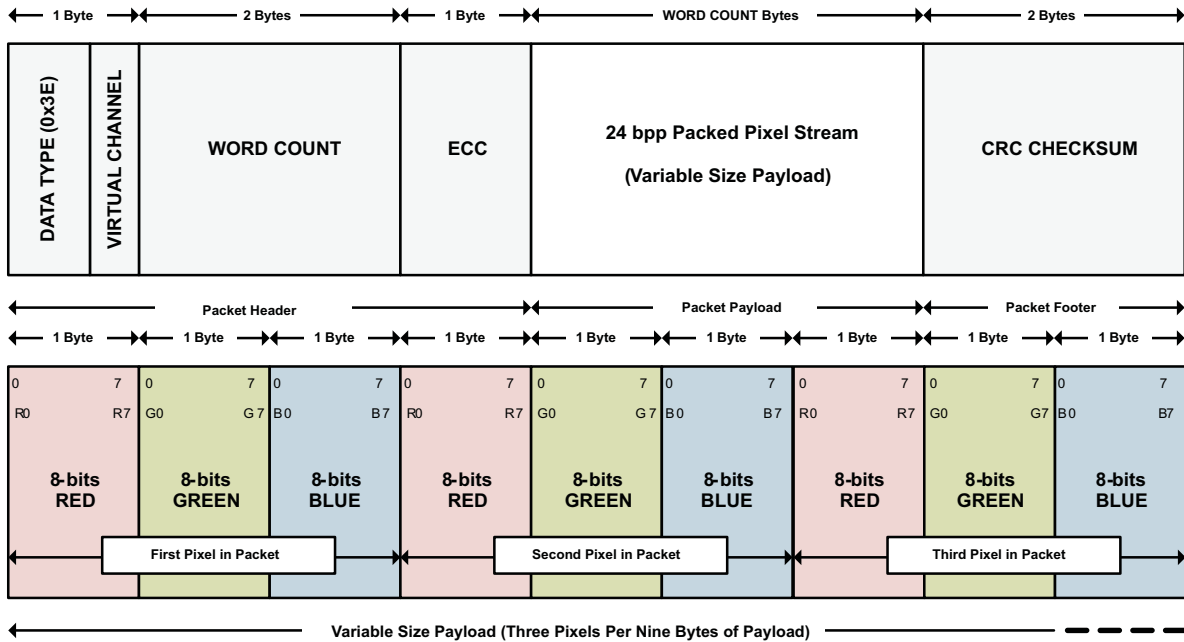 1 Byte 2 Bytes 1 Byte WORD COUNT Bytes 2 Bytes
DATA TYPE (0x3E)
VIRTUAL CHANNEL
WORD COUNT
ECC
24 bpp Packed Pixel Stream
(Variable Size Payload)
CRC CHECKSUM
Packet Header Packet Payload Packet Footer
1 Byte 1 Byte 1 Byte 1 Byte 1 Byte 1 Byte 1 Byte 1 Byte 1 Byte
0 7 0 7 0 7 0 7 0 7 0 7 0 7 0 7 0 7
R0 R7 G0 G7 B0 B7 R0 R7 G0 G7 B0 B7 R0 R7 G0 G7 B0 B7
8-bits 8-bits 8-bits 8-bits 8-bits 8-bits 8-bits 8-bits 8-bits
RED GREEN BLUE RED GREEN BLUE RED GREEN BLUE
First Pixel in Packet Second Pixel in Packet Third Pixel in Packet
Variable Size Payload (Three Pixels Per Nine Bytes of Payload)